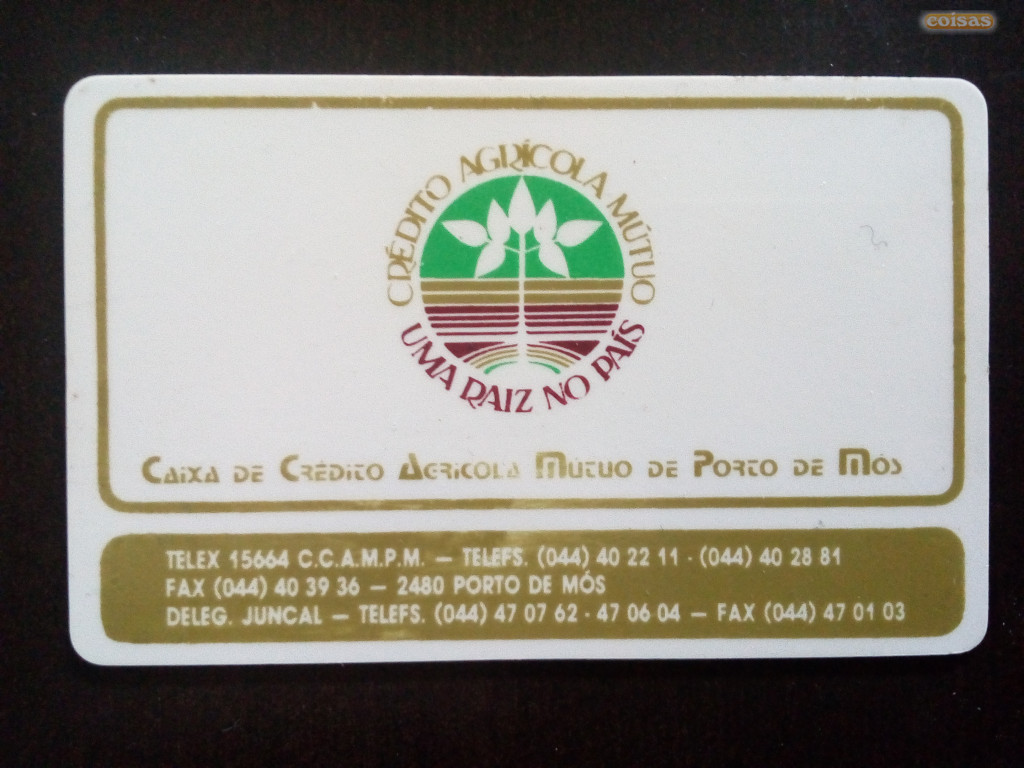 coisas
CRÉDITO AGRÍCOLA MÚTUO
UMA RAIZ NO PAÍS
CAIXA DE CRÉDITO AGRICOLA MÚTUO DE PORTO DE MÓS
TELEX 15664 C.C.A.M.P.M. — TELEFS. (044) 40 22 11 · (044) 40 28 81
FAX (044) 40 39 36 — 2480 PORTO DE MÓS
DELEG. JUNCAL — TELEFS. (044) 47 07 62 · 47 06 04 — FAX (044) 47 01 03